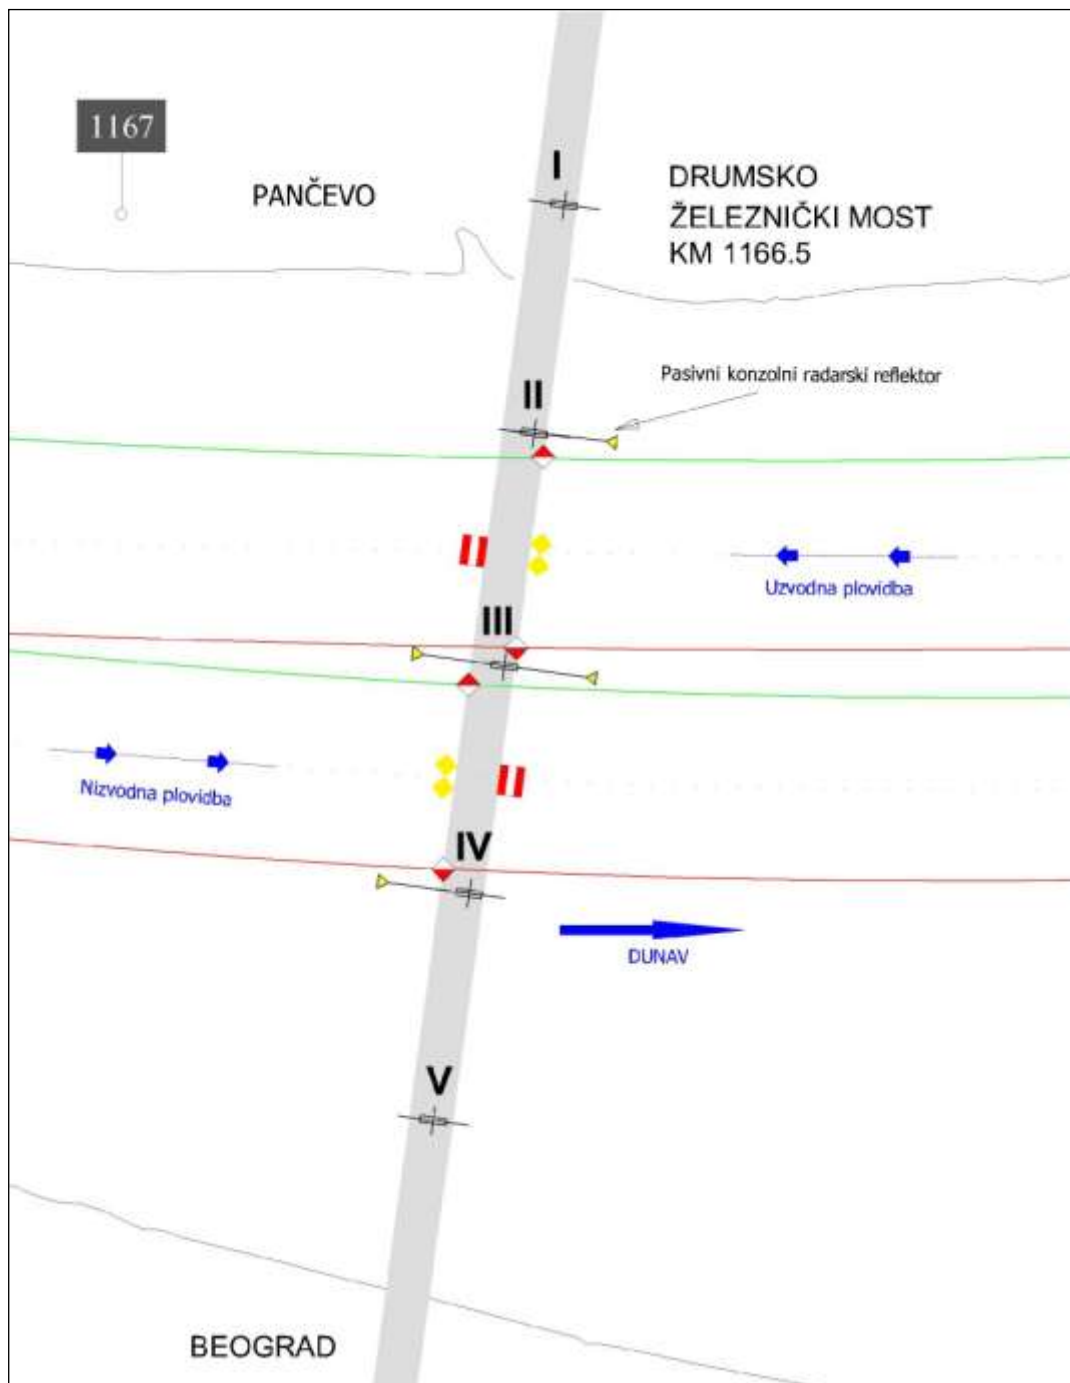 1167
I
PANČEVO
DRUMSKO
ŽELEZNIČKI MOST
KM 1166.5
Pasivni konzolni radarski reflektor
II
Uzvodna plovidba
III
Nizvodna plovidba
IV
DUNAV
V
BEOGRAD